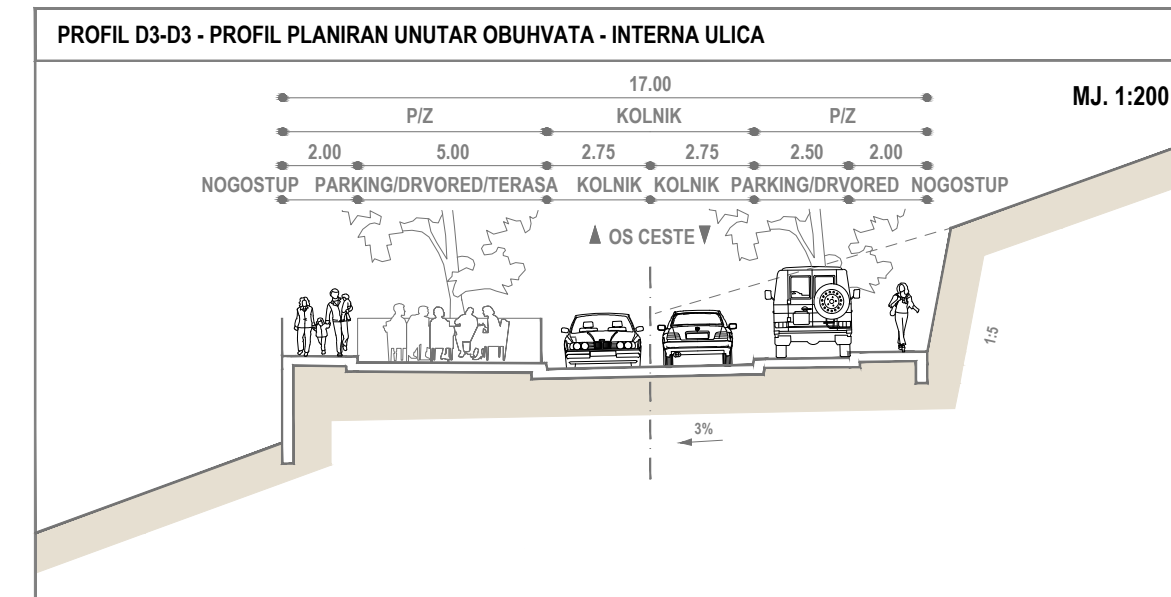 PROFIL D3-D3 - PROFIL PLANIRAN UNUTAR OBUHVATA - INTERNA ULICA
MJ. 1:200
17.00
P/Z KOLNIK P/Z
2.00 5.00 2.75 2.75 2.50 2.00
NOGOSTUP PARKING/DRVORED/TERASA KOLNIK KOLNIK PARKING/DRVORED NOGOSTUP
OS CESTE
1:5
3%